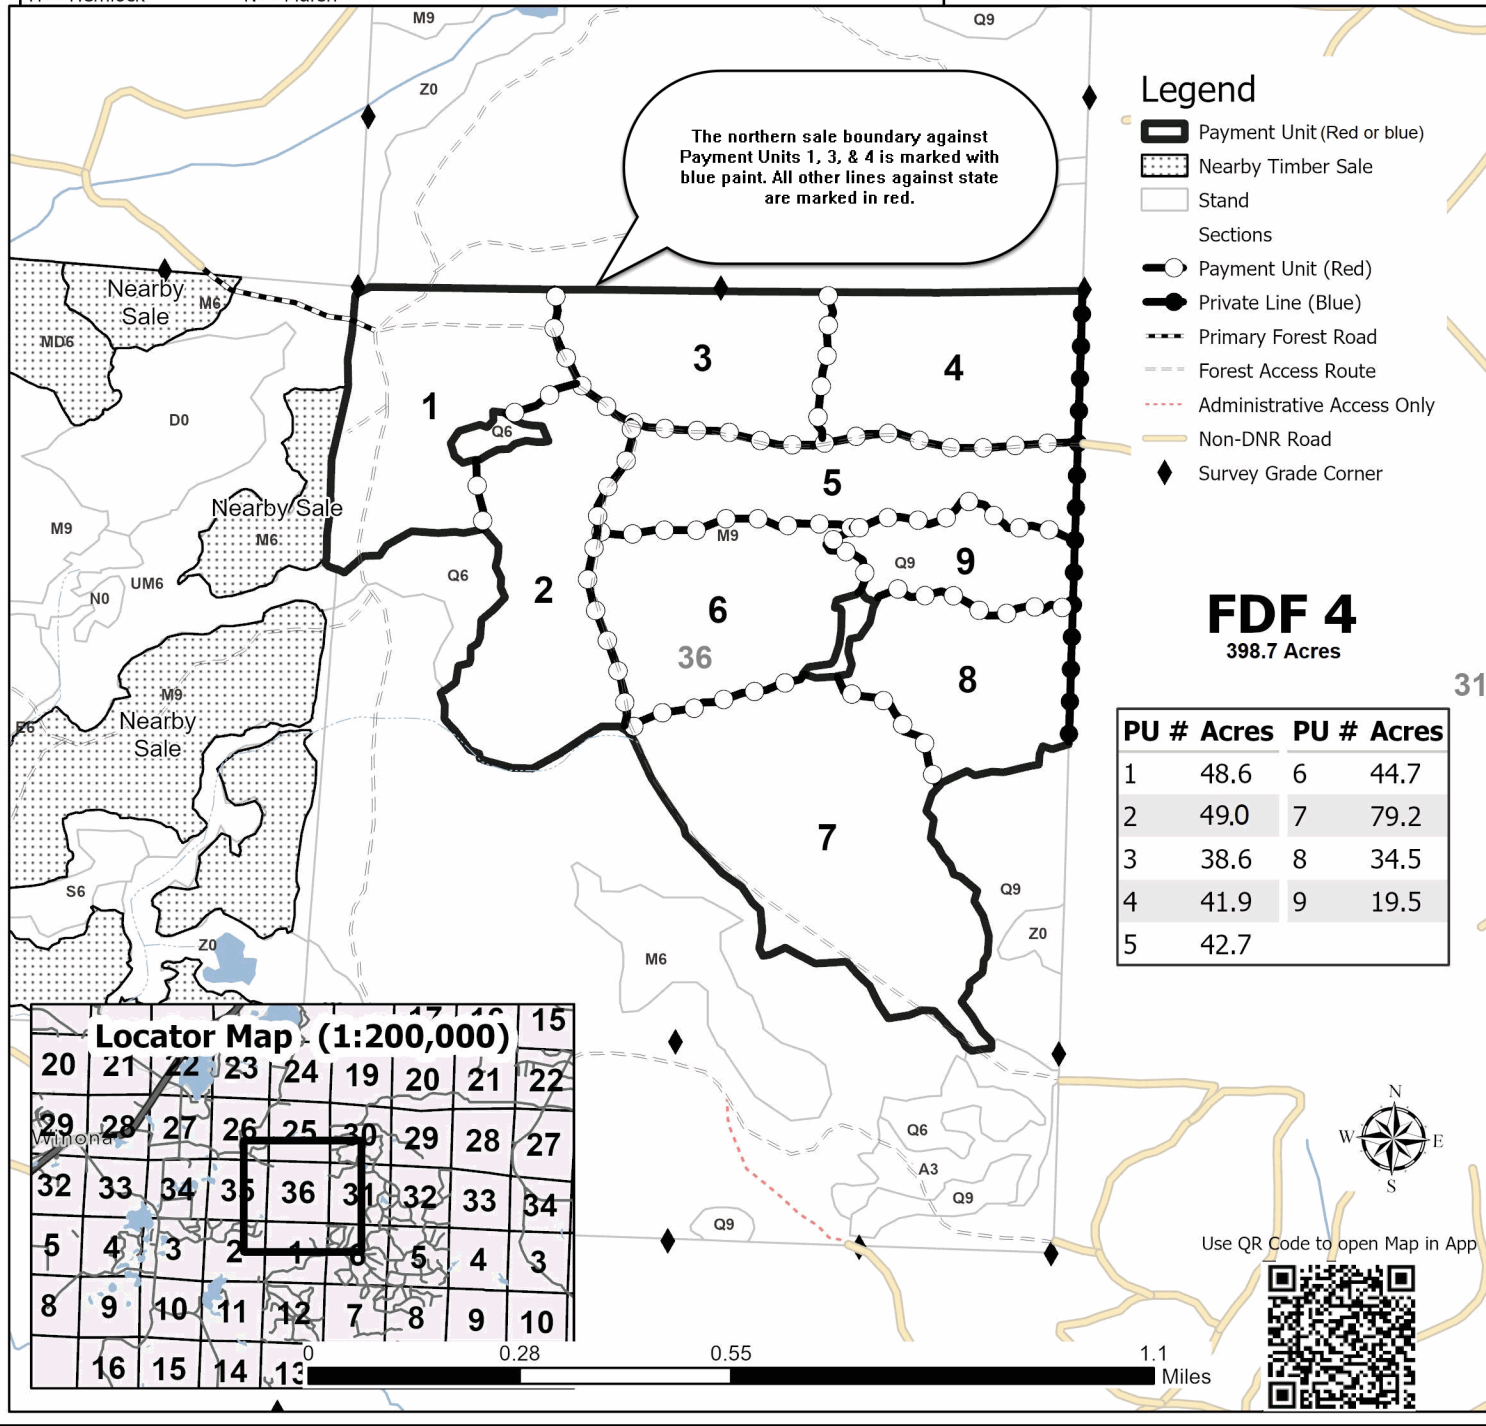 M9
Q9
Z0
The northern sale boundary against
Payment Units 1, 3, & 4 is marked with
blue paint. All other lines against state
are marked in red.
Legend
Payment Unit (Red or blue)
Nearby Timber Sale
Stand
Sections
Payment Unit (Red)
Private Line (Blue)
Primary Forest Road
Forest Access Route
Administrative Access Only
Non-DNR Road
Survey Grade Corner
Nearby
Sale
M6
MD6
D0
1
3
4
Q6
5
Nearby Sale
M6
M9
M9
Q9
9
UM6
N0
Q6
2
6
36
8
FDF 4
398.7 Acres
31
M9
Nearby
Sale
E6
7
PU # Acres PU # Acres
1 48.6 6 44.7
2 49.0 7 79.2
3 38.6 8 34.5
4 41.9 9 19.5
5 42.7
S6
Z0
Q9
Z0
M6
Q6
A3
Q9
Q9
Locator Map - (1:200,000)
17 16 15
20 21 22 23 24 19 20 21 22
29 28 27 26 25 30 29 28 27
Winona
32 33 34 35 36 31 32 33 34
5 4 3 2 1 6 5 4 3
8 9 10 11 12 7 8 9 10
16 15 14 13
N
W E
S
Use QR Code to open Map in App
0 0.28 0.55 1.1
Miles